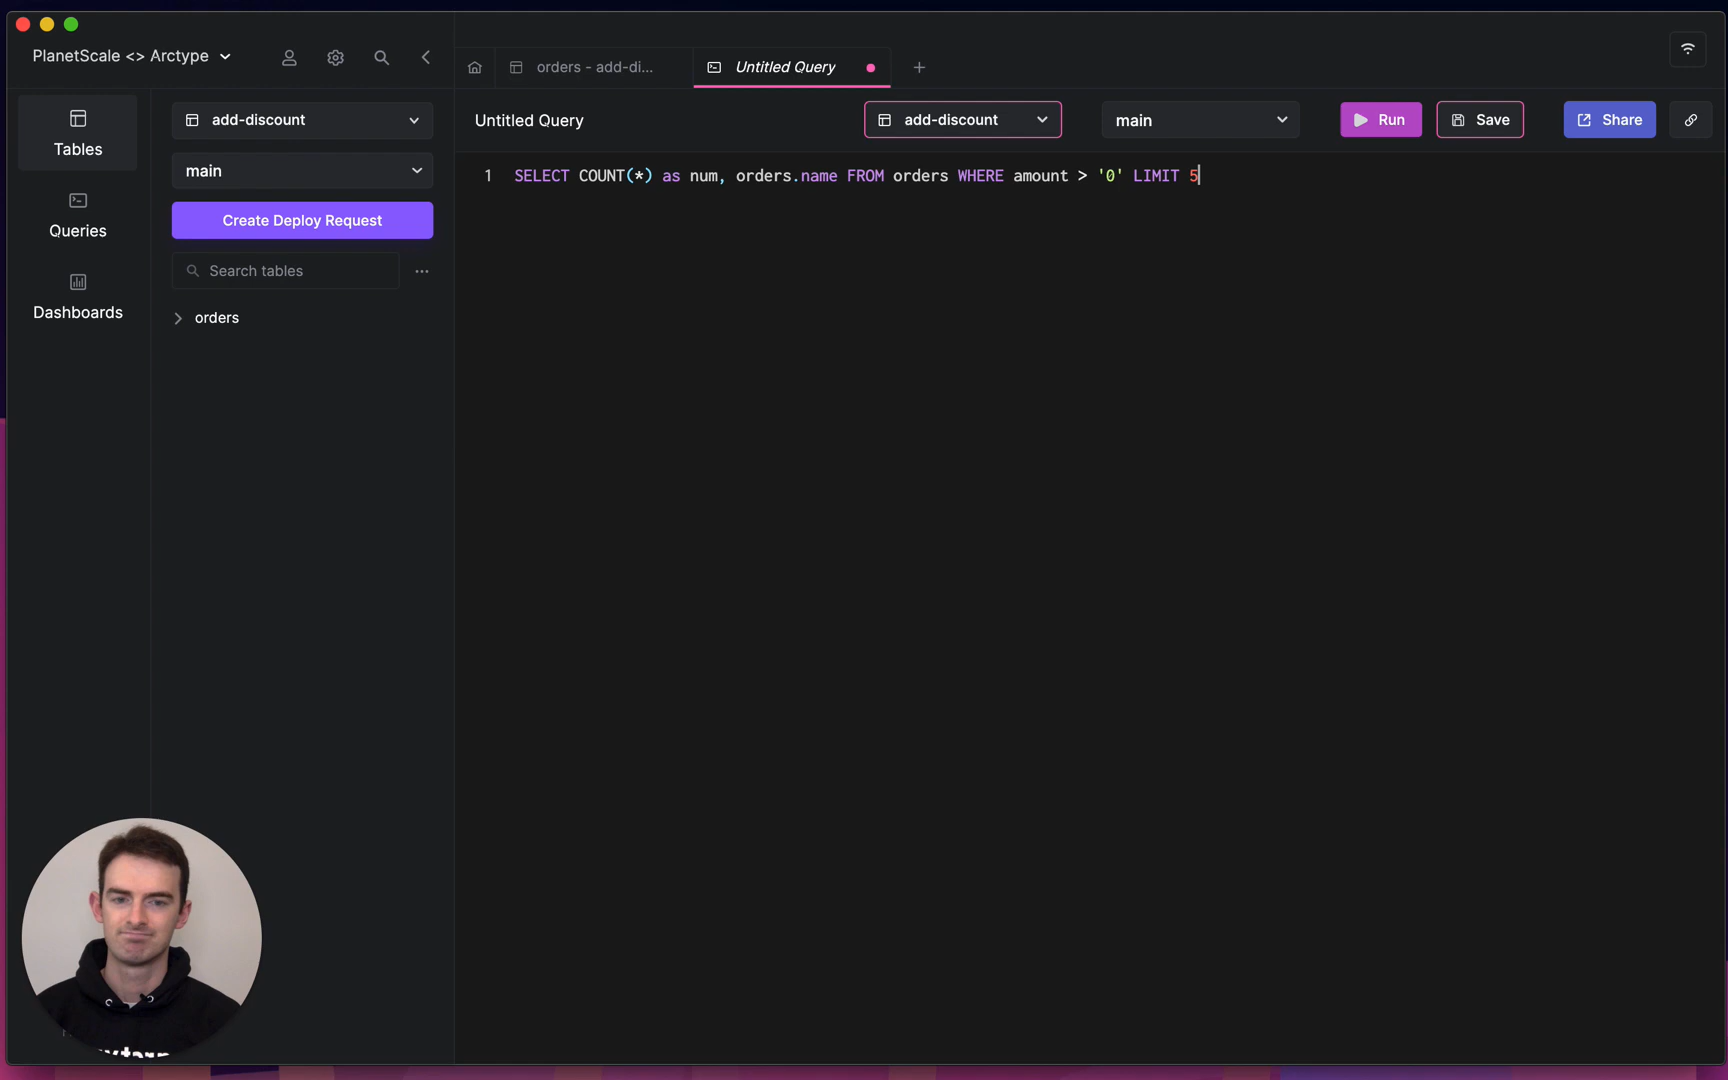 PlanetScale <> Arctype
orders - add-di...
Untitled Query
Tables
add-discount
main
Create Deploy Request
Search tables
orders
Queries
Dashboards
Untitled Query
add-discount
main
Run
Save
Share
1 SELECT COUNT(*) as num, orders.name FROM orders WHERE amount > '0' LIMIT 5